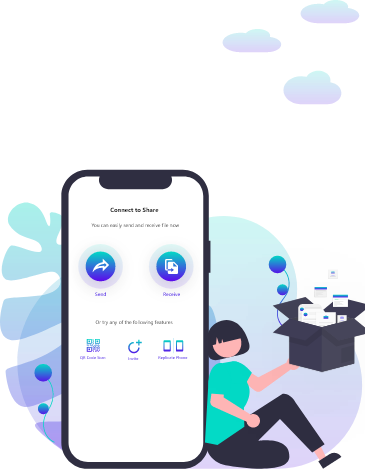 Connect to Share
You can easily send and receive file now
Send Receive
Or try any of the following features
QR Code Scan Invite Replicate Phone